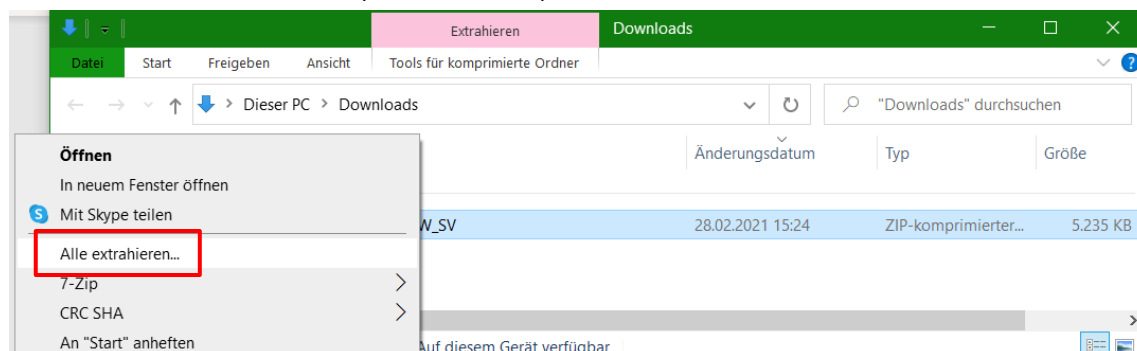 Extrahieren Downloads
Datei Start Freigeben Ansicht Tools für komprimierte Ordner
Dieser PC > Downloads "Downloads" durchsuchen
Änderungsdatum Typ Größe
Öffnen
In neuem Fenster öffnen
S Mit Skype teilen
W_SV 28.02.2021 15:24 ZIP-komprimierter... 5.235 KB
Alle extrahieren...
7-Zip
CRC SHA
An "Start" anheften
Auf diesem Gerät verfügbar